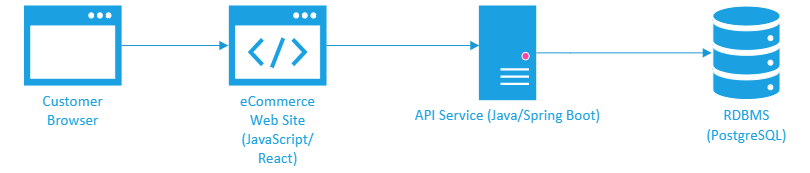 Customer
Browser
eCommerce
Web Site
(JavaScript/
React)
API Service (Java/Spring Boot)
RDBMS
(PostgreSQL)